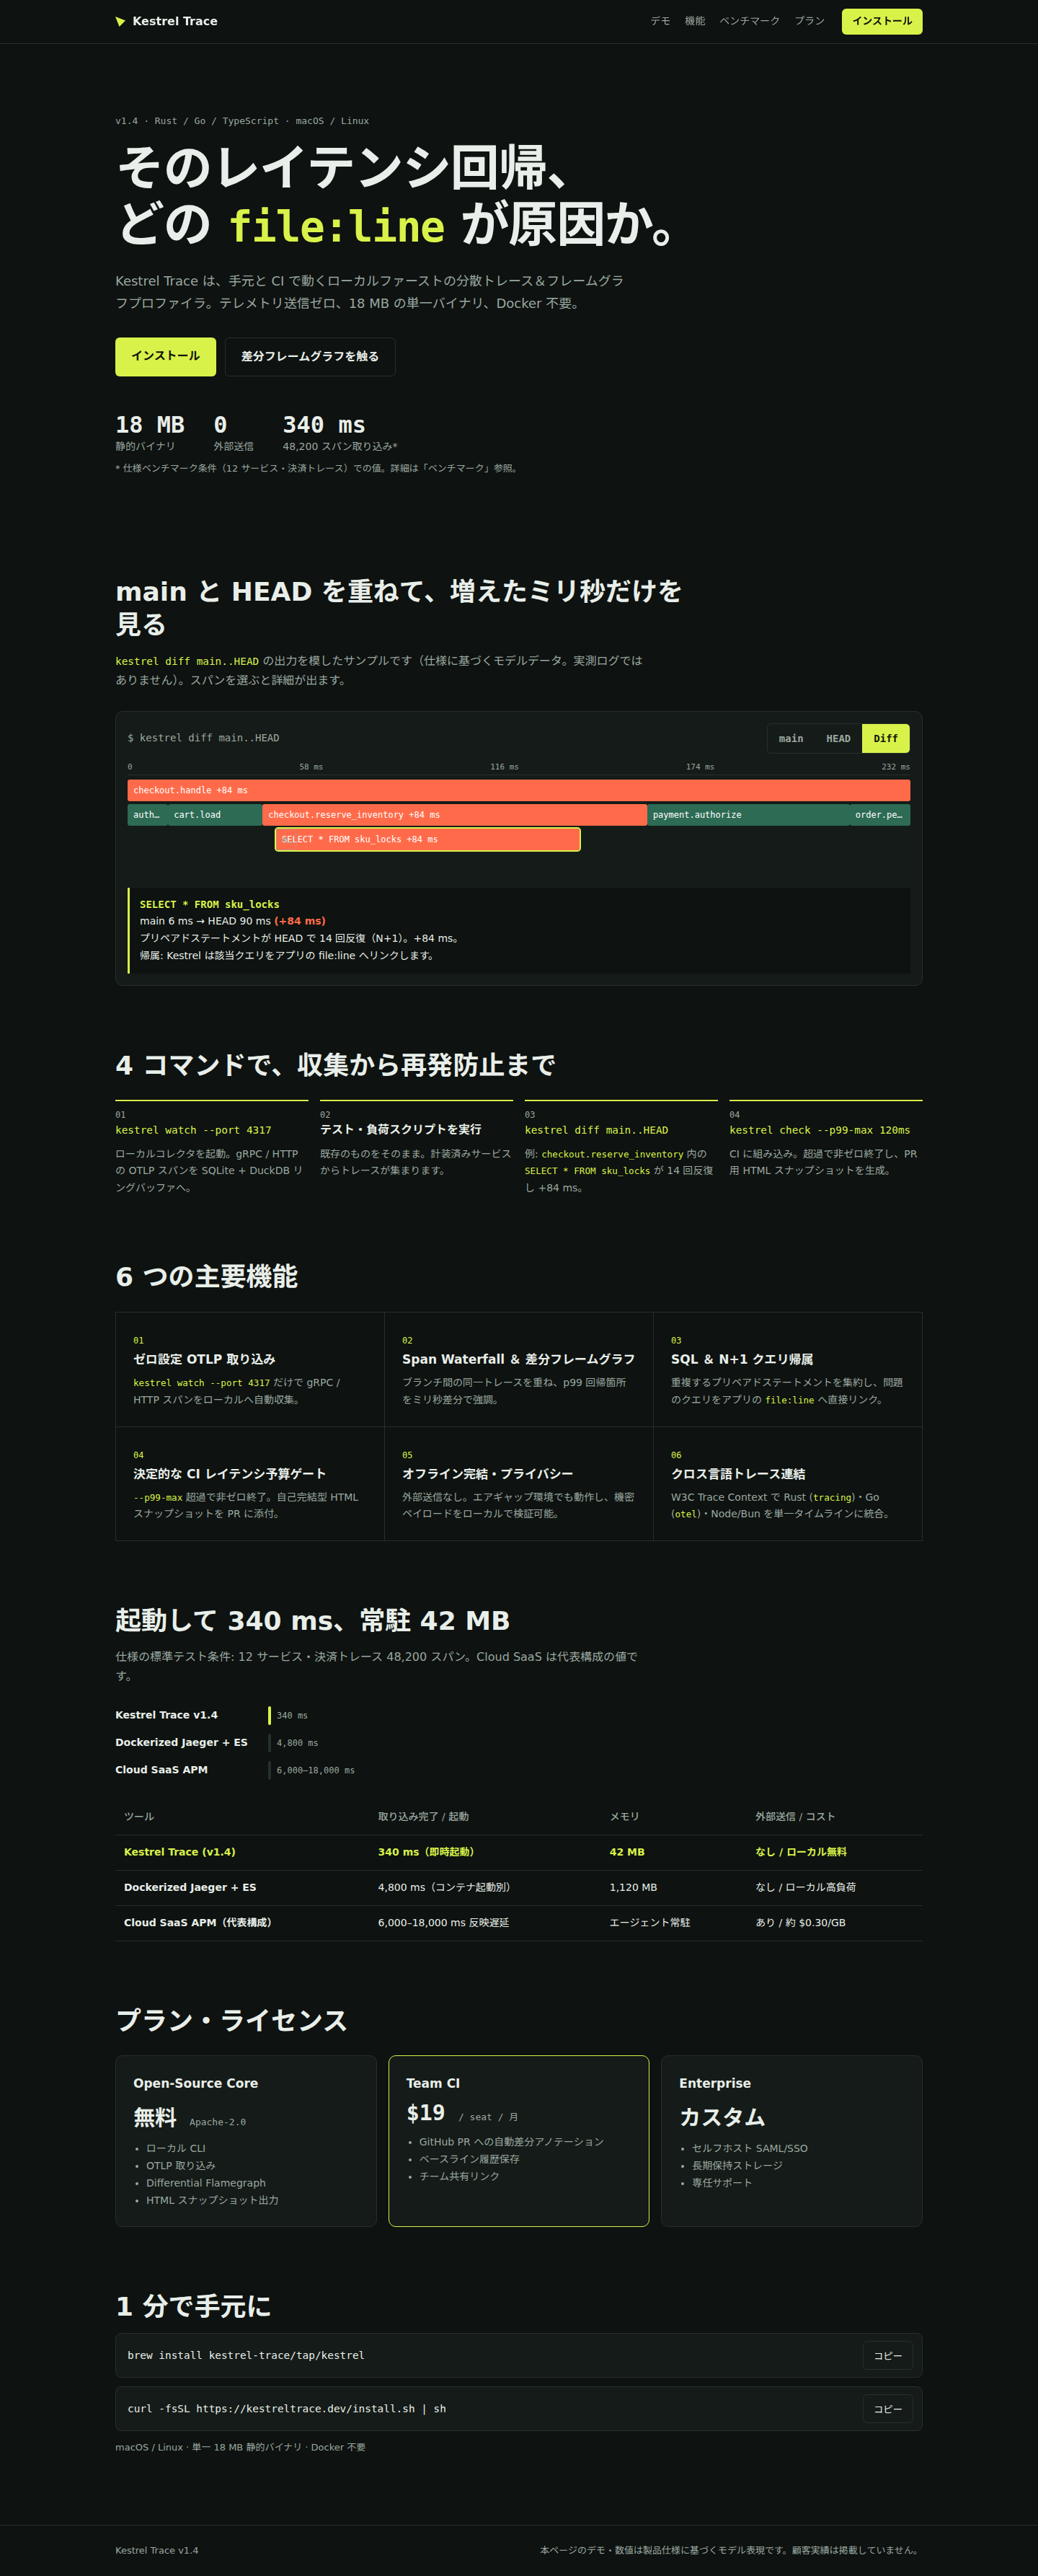 Kestrel Trace
デモ 機能 ベンチマーク プラン インストール
v1.4 · Rust / Go / TypeScript · macOS / Linux
そのレイテンシ回帰、
どの file:line が原因か。
Kestrel Trace は、手元と CI で動くローカルファーストの分散トレース＆フレームグラ
フプロファイラ。テレメトリ送信ゼロ、18 MB の単一バイナリ、Docker 不要。
インストール
差分フレームグラフを触る
18 MB 0 340 ms
静的バイナリ 外部送信 48,200 スパン取り込み*
* 仕様ベンチマーク条件（12 サービス・決済トレース）での値。詳細は「ベンチマーク」参照。
main と HEAD を重ねて、増えたミリ秒だけを
見る
kestrel diff main..HEAD の出力を模したサンプルです（仕様に基づくモデルデータ。実測ログでは
ありません）。スパンを選ぶと詳細が出ます。
$ kestrel diff main..HEAD
main HEAD Diff
0 58 ms 116 ms 174 ms 232 ms
checkout.handle +84 ms
auth… cart.load checkout.reserve_inventory +84 ms payment.authorize order.pe…
SELECT * FROM sku_locks +84 ms
SELECT * FROM sku_locks
main 6 ms → HEAD 90 ms (+84 ms)
プリペアドステートメントが HEAD で 14 回反復（N+1）。+84 ms。
帰属: Kestrel は該当クエリをアプリの file:line へリンクします。
4 コマンドで、収集から再発防止まで
01
kestrel watch --port 4317
ローカルコレクタを起動。gRPC / HTTP
の OTLP スパンを SQLite + DuckDB リ
ングバッファへ。
02
テスト・負荷スクリプトを実行
既存のものをそのまま。計装済みサービス
からトレースが集まります。
03
kestrel diff main..HEAD
例: checkout.reserve_inventory 内の
SELECT * FROM sku_locks が 14 回反復
し +84 ms。
04
kestrel check --p99-max 120ms
CI に組み込み。超過で非ゼロ終了し、PR
用 HTML スナップショットを生成。
6 つの主要機能
01
ゼロ設定 OTLP 取り込み
kestrel watch --port 4317 だけで gRPC /
HTTP スパンをローカルへ自動収集。
02
Span Waterfall ＆ 差分フレームグラフ
ブランチ間の同一トレースを重ね、p99 回帰箇所
をミリ秒差分で強調。
03
SQL ＆ N+1 クエリ帰属
重複するプリペアドステートメントを集約し、問題
のクエリをアプリの file:line へ直接リンク。
04
決定的な CI レイテンシ予算ゲート
--p99-max 超過で非ゼロ終了。自己完結型 HTML
スナップショットを PR に添付。
05
オフライン完結・プライバシー
外部送信なし。エアギャップ環境でも動作し、機密
ペイロードをローカルで検証可能。
06
クロス言語トレース連結
W3C Trace Context で Rust (tracing)・Go
(otel)・Node/Bun を単一タイムラインに統合。
起動して 340 ms、常駐 42 MB
仕様の標準テスト条件: 12 サービス・決済トレース 48,200 スパン。Cloud SaaS は代表構成の値で
す。
Kestrel Trace v1.4 340 ms
Dockerized Jaeger + ES 4,800 ms
Cloud SaaS APM 6,000–18,000 ms
ツール 取り込み完了 / 起動 メモリ 外部送信 / コスト
Kestrel Trace (v1.4) 340 ms（即時起動） 42 MB なし / ローカル無料
Dockerized Jaeger + ES 4,800 ms（コンテナ起動別） 1,120 MB なし / ローカル高負荷
Cloud SaaS APM（代表構成） 6,000–18,000 ms 反映遅延 エージェント常駐 あり / 約 $0.30/GB
プラン・ライセンス
Open-Source Core
無料 Apache-2.0
• ローカル CLI
• OTLP 取り込み
• Differential Flamegraph
• HTML スナップショット出力
Team CI
$19 / seat / 月
• GitHub PR への自動差分アノテーション
• ベースライン履歴保存
• チーム共有リンク
Enterprise
カスタム
• セルフホスト SAML/SSO
• 長期保持ストレージ
• 専任サポート
1 分で手元に
brew install kestrel-trace/tap/kestrel コピー
curl -fsSL https://kestreltrace.dev/install.sh | sh コピー
macOS / Linux · 単一 18 MB 静的バイナリ · Docker 不要
Kestrel Trace v1.4 本ページのデモ・数値は製品仕様に基づくモデル表現です。顧客実績は掲載していません。